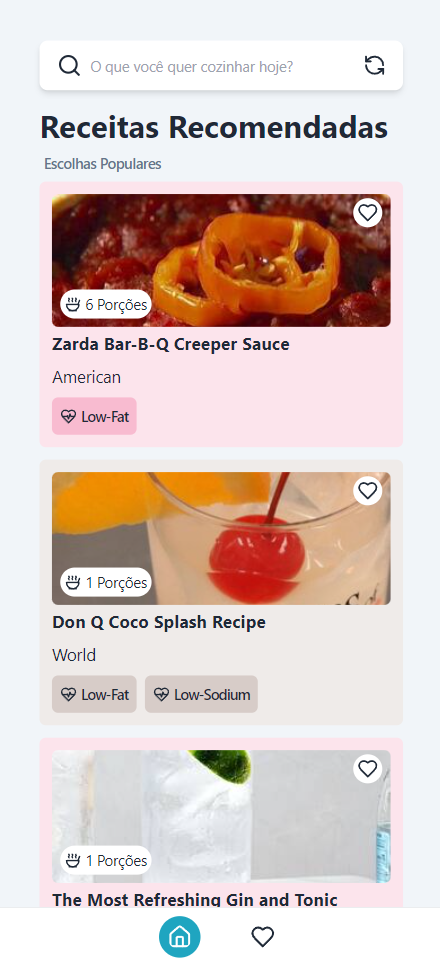 O que você quer cozinhar hoje?
Receitas Recomendadas
Escolhas Populares
6 Porções
Zarda Bar-B-Q Creeper Sauce
American
Low-Fat
1 Porções
Don Q Coco Splash Recipe
World
Low-Fat Low-Sodium
1 Porções
The Most Refreshing Gin and Tonic